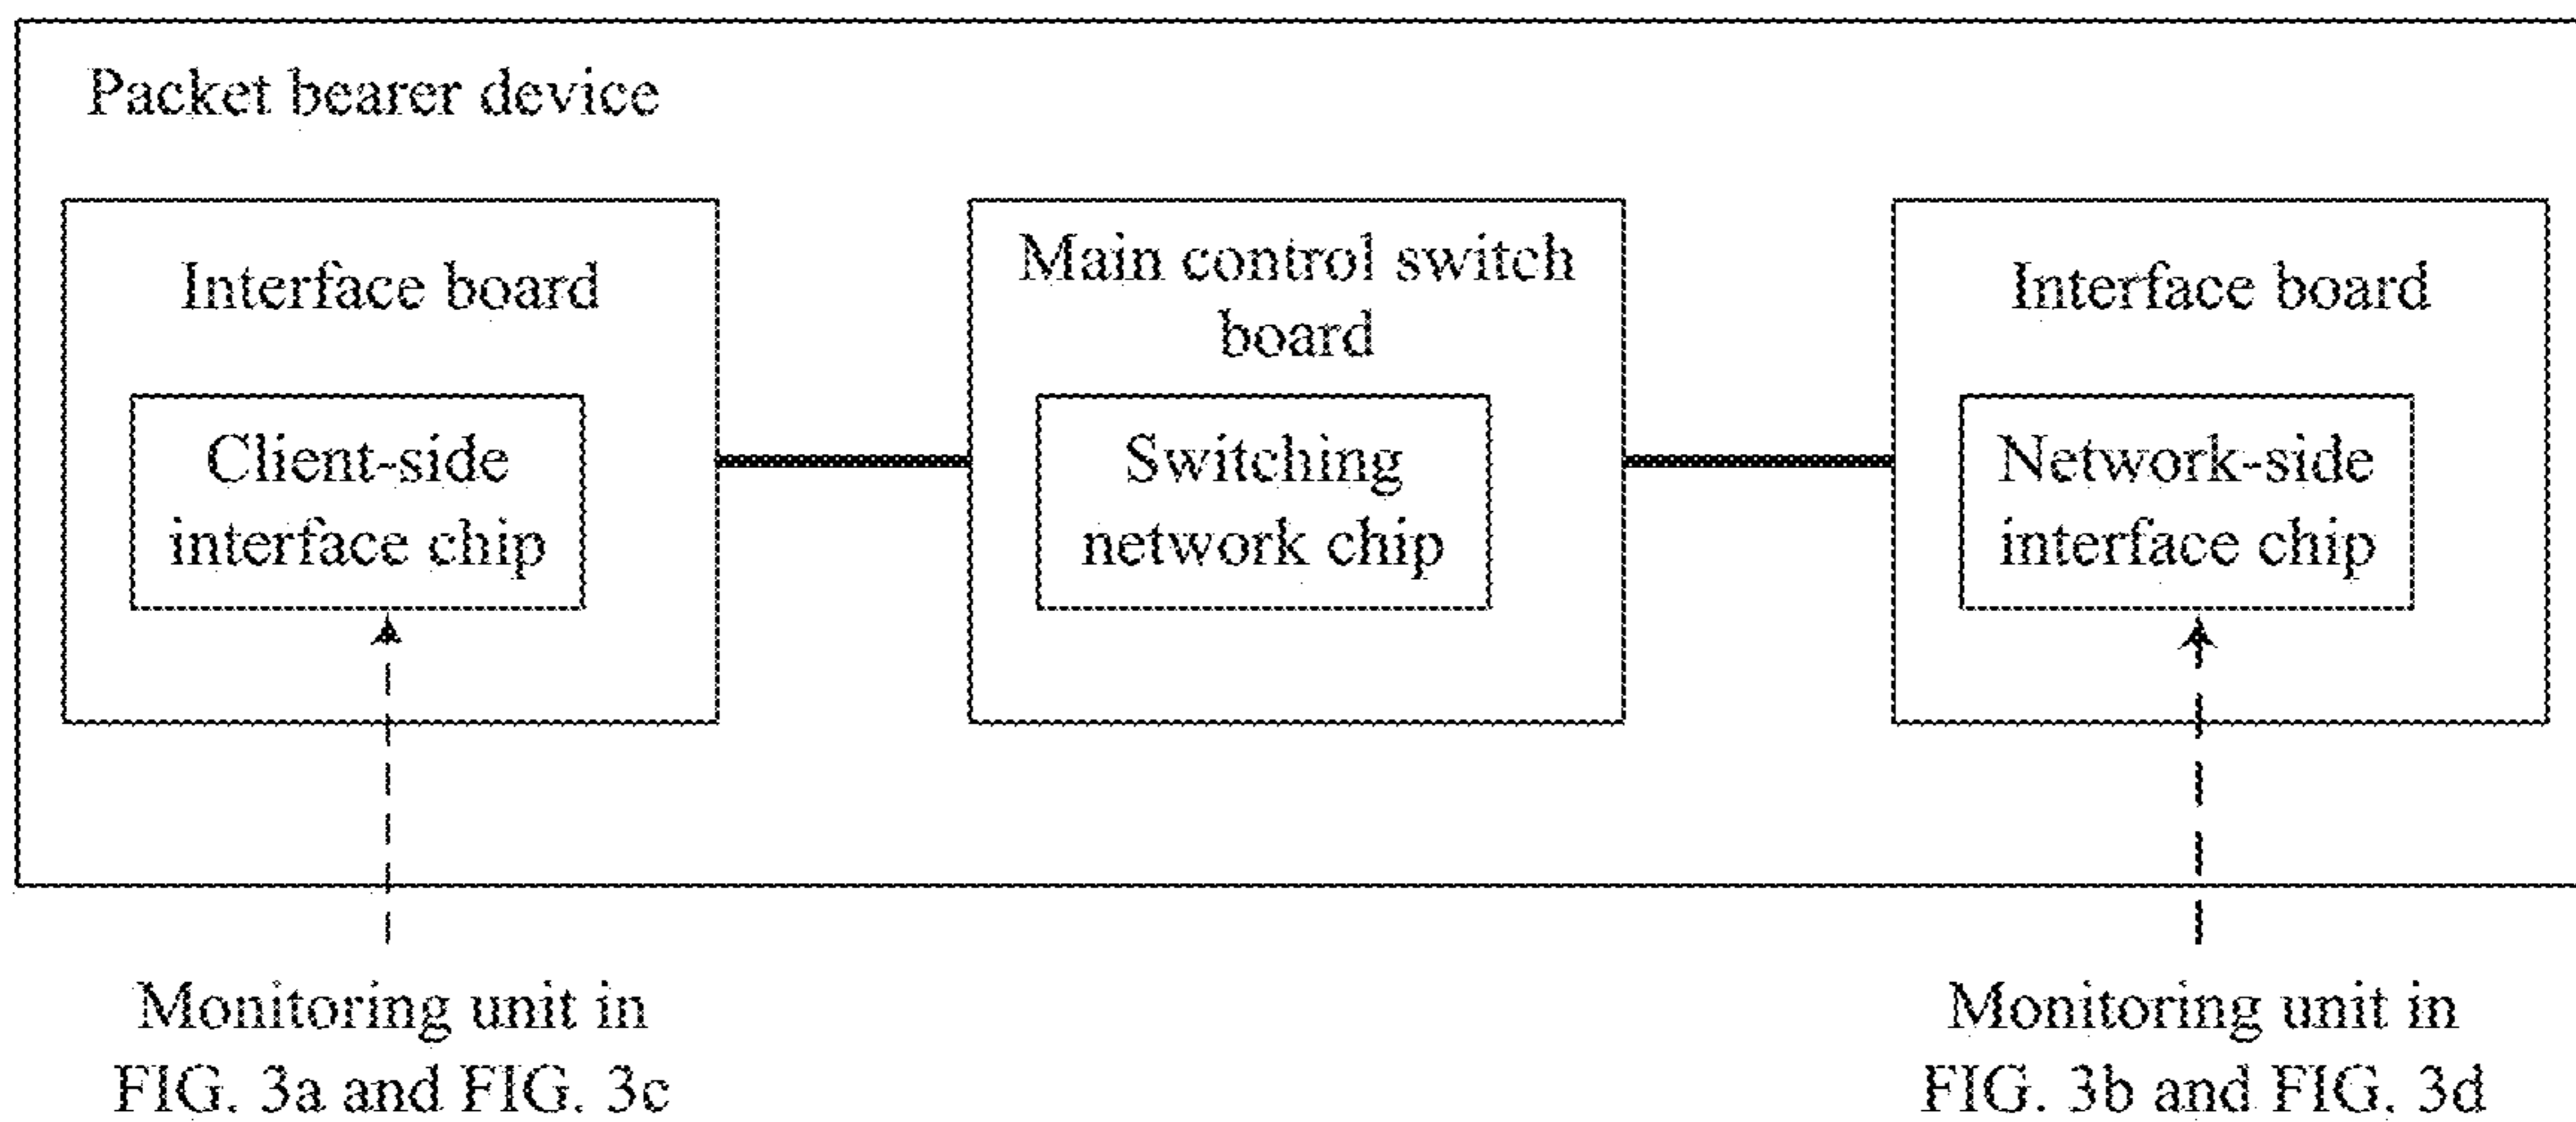 Packet bearer device
Interface board
Client-side
interface chip
Main control switch
board
Switching
network chip
Interface board
Network-side
interface chip
Monitoring unit in
FIG. 3a and FIG. 3c
Monitoring unit in
FIG. 3b and FIG. 3d